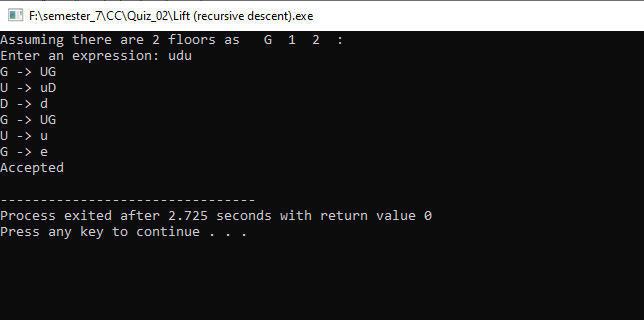 F:\semester_7\CC\Quiz_02\Lift (recursive descent).exe
Assuming there are 2 floors as   G  1  2  :
Enter an expression: udu
G -> UG
U -> uD
D -> d
G -> UG
U -> u
G -> e
Accepted
--------------------------------
Process exited after 2.725 seconds with return value 0
Press any key to continue . . .